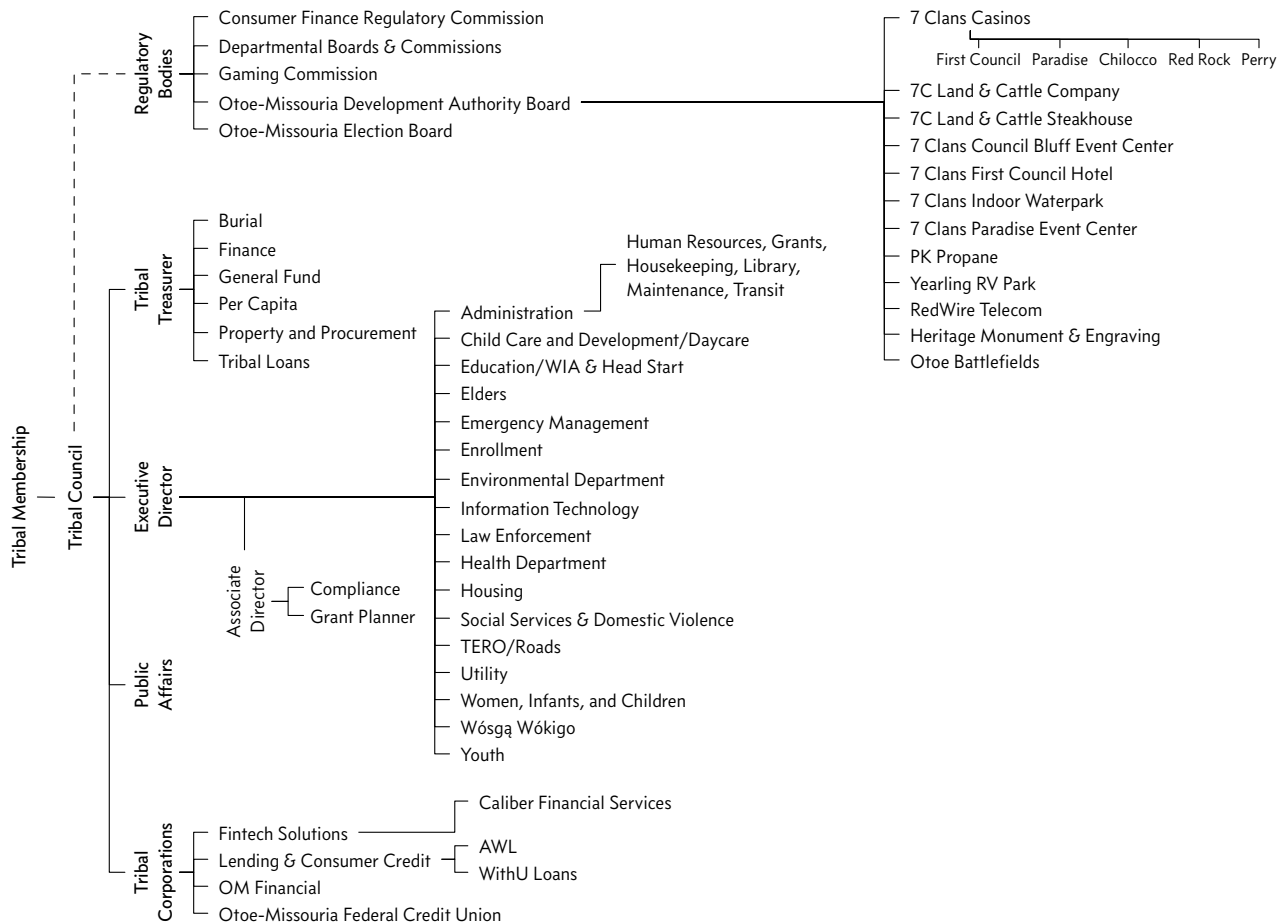 Tribal Membership
Tribal Council
Regulatory
Bodies
Consumer Finance Regulatory Commission
Departmental Boards & Commissions
Gaming Commission
Otoe-Missouria Development Authority Board
Otoe-Missouria Election Board
7 Clans Casinos
First Council Paradise Chilocco Red Rock Perry
7C Land & Cattle Company
7C Land & Cattle Steakhouse
7 Clans Council Bluff Event Center
7 Clans First Council Hotel
7 Clans Indoor Waterpark
7 Clans Paradise Event Center
PK Propane
Yearling RV Park
RedWire Telecom
Heritage Monument & Engraving
Otoe Battlefields
Tribal
Treasurer
Burial
Finance
General Fund
Per Capita
Property and Procurement
Tribal Loans
Executive
Director
Associate
Director
Compliance
Grant Planner
Administration
Human Resources, Grants,
Housekeeping, Library,
Maintenance, Transit
Child Care and Development/Daycare
Education/WIA & Head Start
Elders
Emergency Management
Enrollment
Environmental Department
Information Technology
Law Enforcement
Health Department
Housing
Social Services & Domestic Violence
TERO/Roads
Utility
Women, Infants, and Children
Wósgą Wókigo
Youth
Public
Affairs
Tribal
Corporations
Fintech Solutions
Caliber Financial Services
Lending & Consumer Credit
AWL
WithU Loans
OM Financial
Otoe-Missouria Federal Credit Union